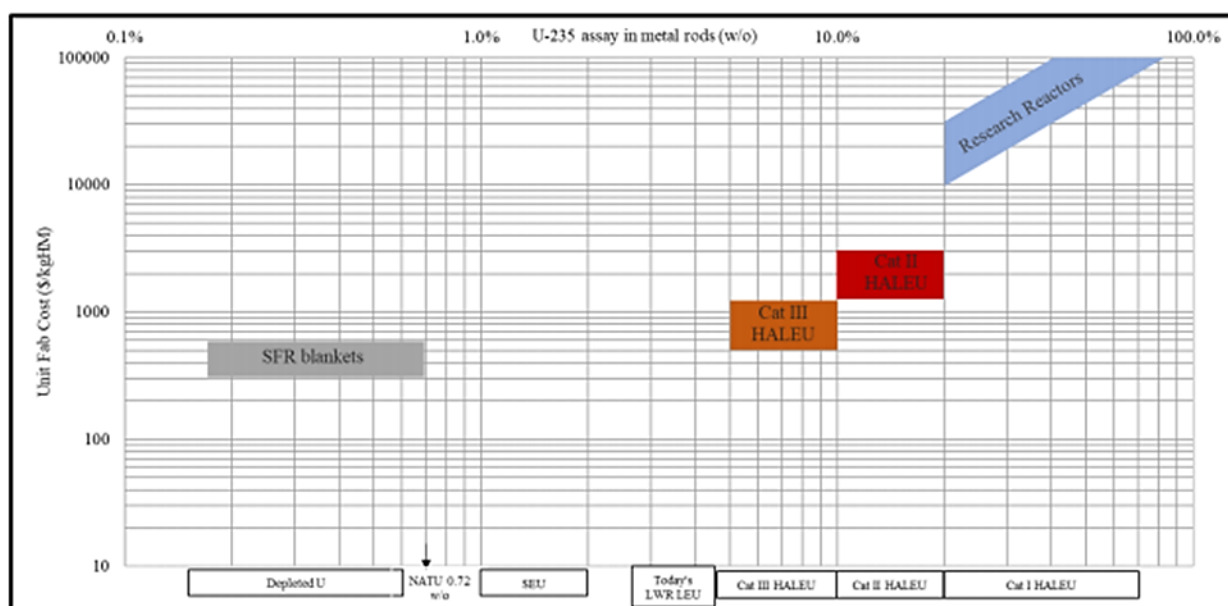 0.1%
1.0%
U-235 assay in metal rods (w/o)
10.0%
100.0%
100000
10000
1000
100
10
Unit Fab Cost ($/kgHM)
Research Reactors
Cat II
HALEU
Cat III
HALEU
SFR blankets
Depleted U
NATU 0.72
w/o
SEU
Today's
LWR LEU
Cat III HALEU
Cat II HALEU
Cat I HALEU